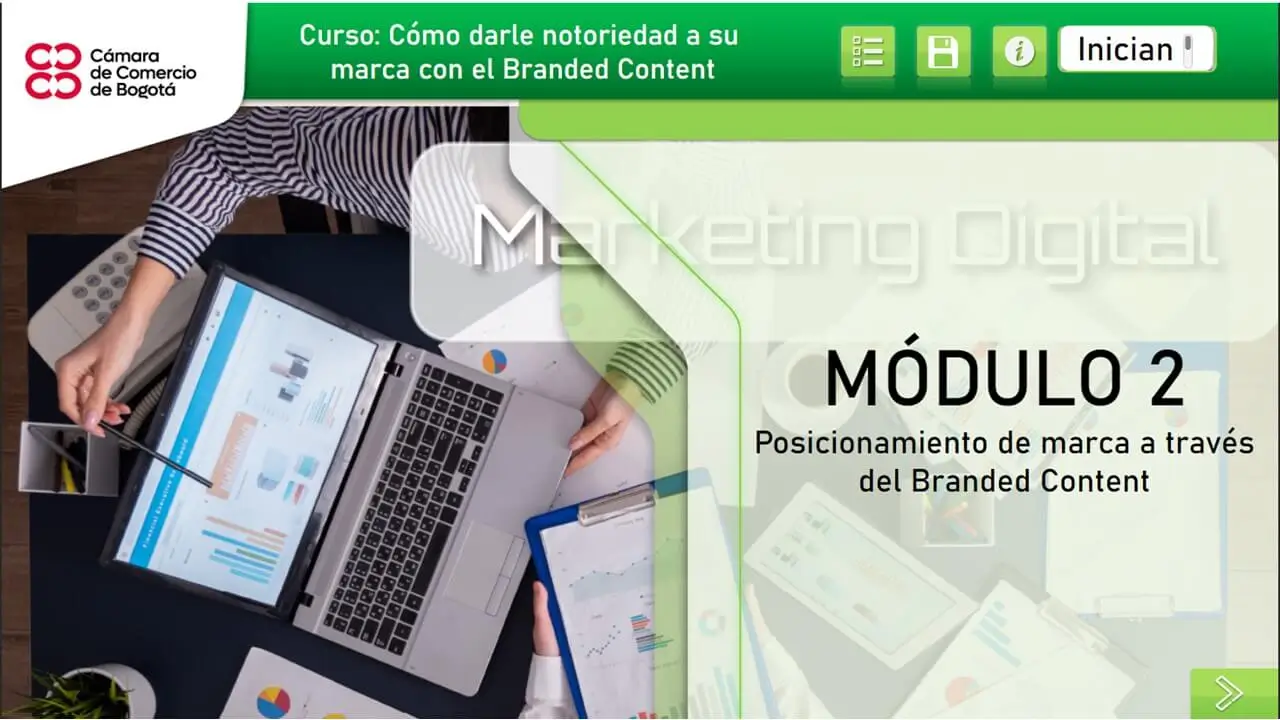 Cámara
de Comercio
de Bogotá
Curso: Cómo darle notoriedad a su
marca con el Branded Content
Inician
Marketing Digital
MÓDULO 2
Posicionamiento de marca a través
del Branded Content